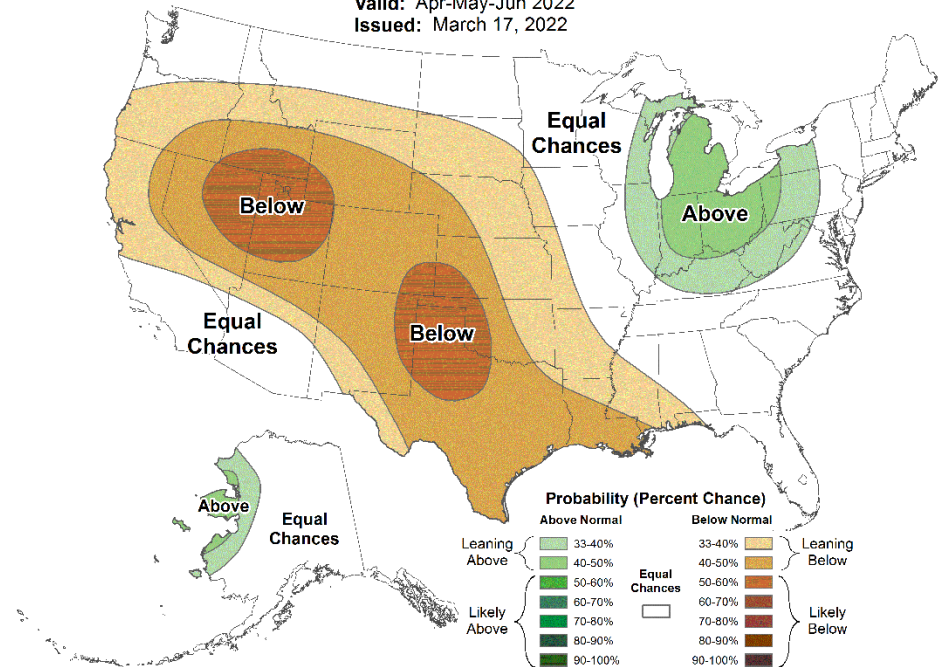 Valid: Apr-May-Jun 2022
Issued: March 17, 2022
Equal
Chances
Below
Above
Below
Equal
Chances
Above
Equal
Chances
Probability (Percent Chance)
Above Normal
Below Normal
Leaning
Above
33-40%
40-50%
Likely
Above
50-60%
60-70%
70-80%
80-90%
90-100%
Equal
Chances
33-40%
40-50%
Leaning
Below
50-60%
60-70%
70-80%
80-90%
90-100%
Likely
Below